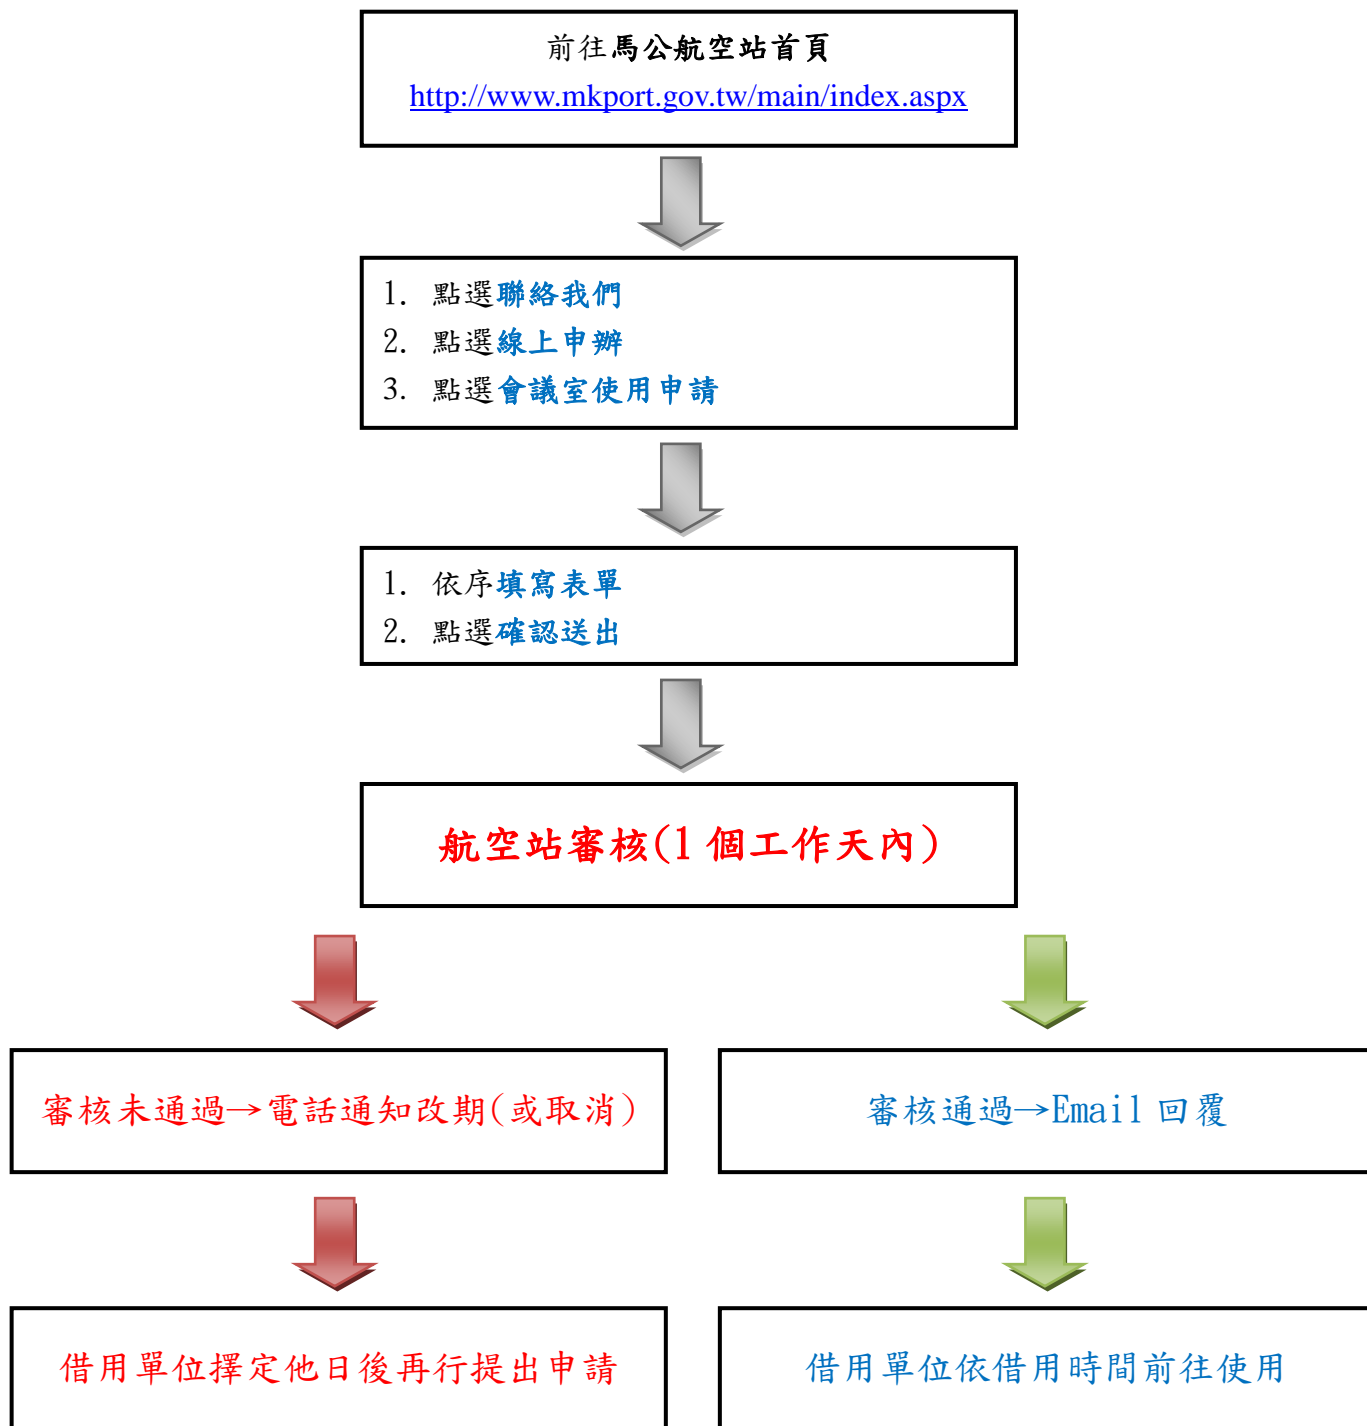 前往馬公航空站首頁
http://www.mkport.gov.tw/main/index.aspx
1. 點選聯絡我們
2. 點選線上申辦
3. 點選會議室使用申請
1. 依序填寫表單
2. 點選確認送出
航空站審核(1 個工作天內)
審核未通過→電話通知改期(或取消)
審核通過→Email 回覆
借用單位擇定他日後再行提出申請
借用單位依借用時間前往使用